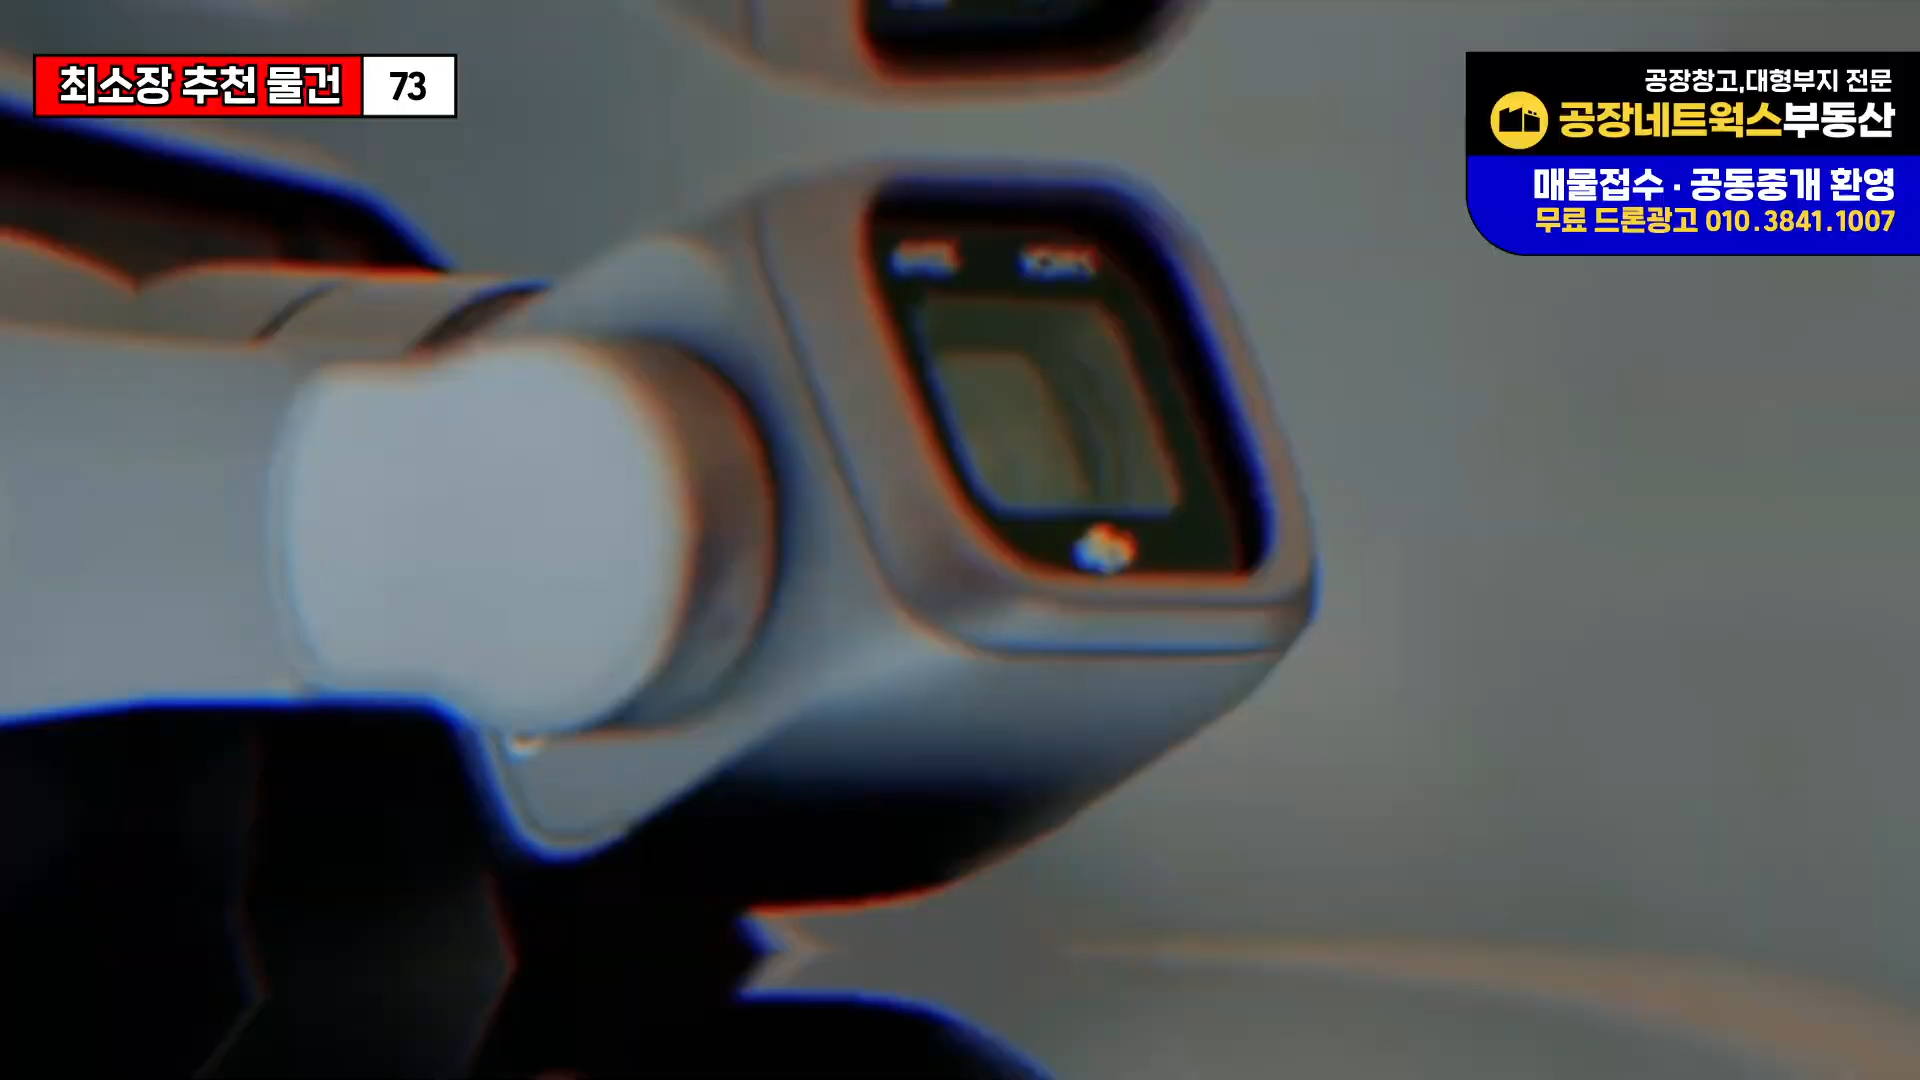 최소장 추천 물건 73
공장창고,대형부지 전문
공장네트웍스부동산
매물접수 · 공동중개 환영
무료 드론광고 010.3841.1007